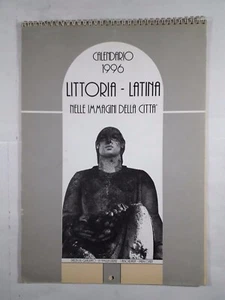 CALENDARIO
1996
LITTORIA - LATINA
NELLE IMMAGINI DELLA CITTA'